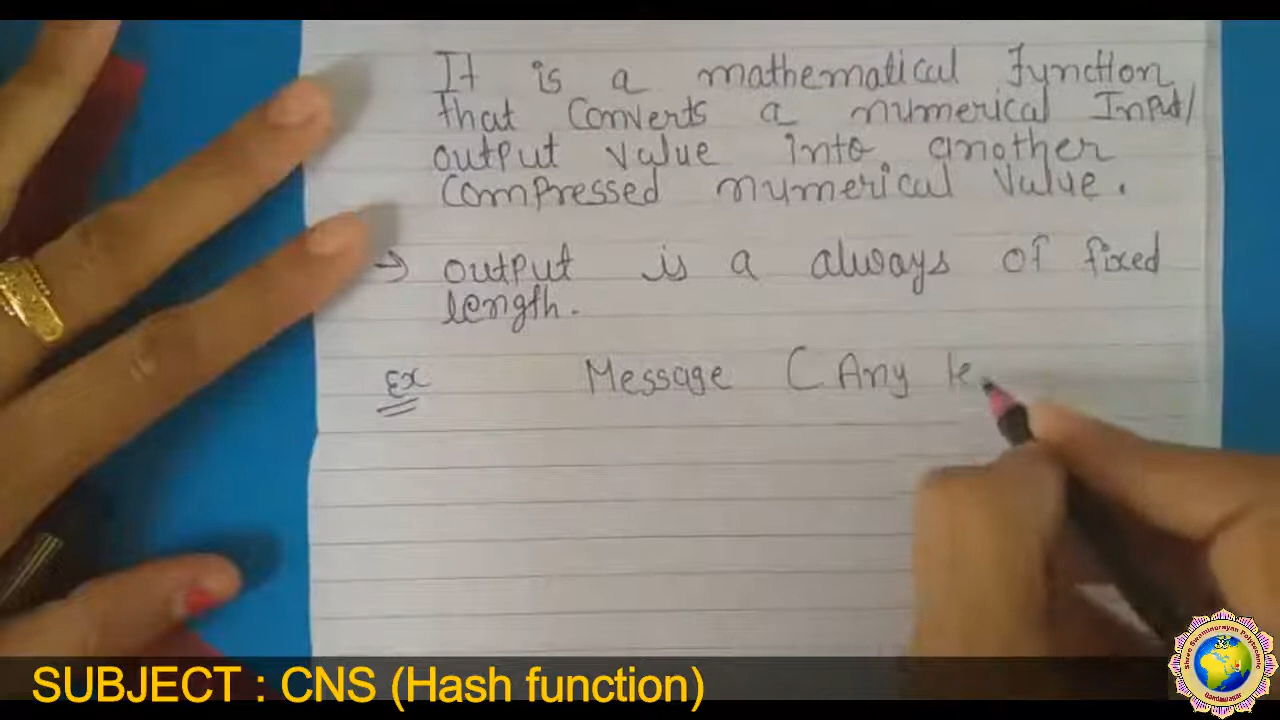 It is a mathematical function
that converts a numerical Input/
output value into another
compressed numerical value.
→ output is a always of fixed
length.
Ex Message ( Any le
SUBJECT : CNS (Hash function)